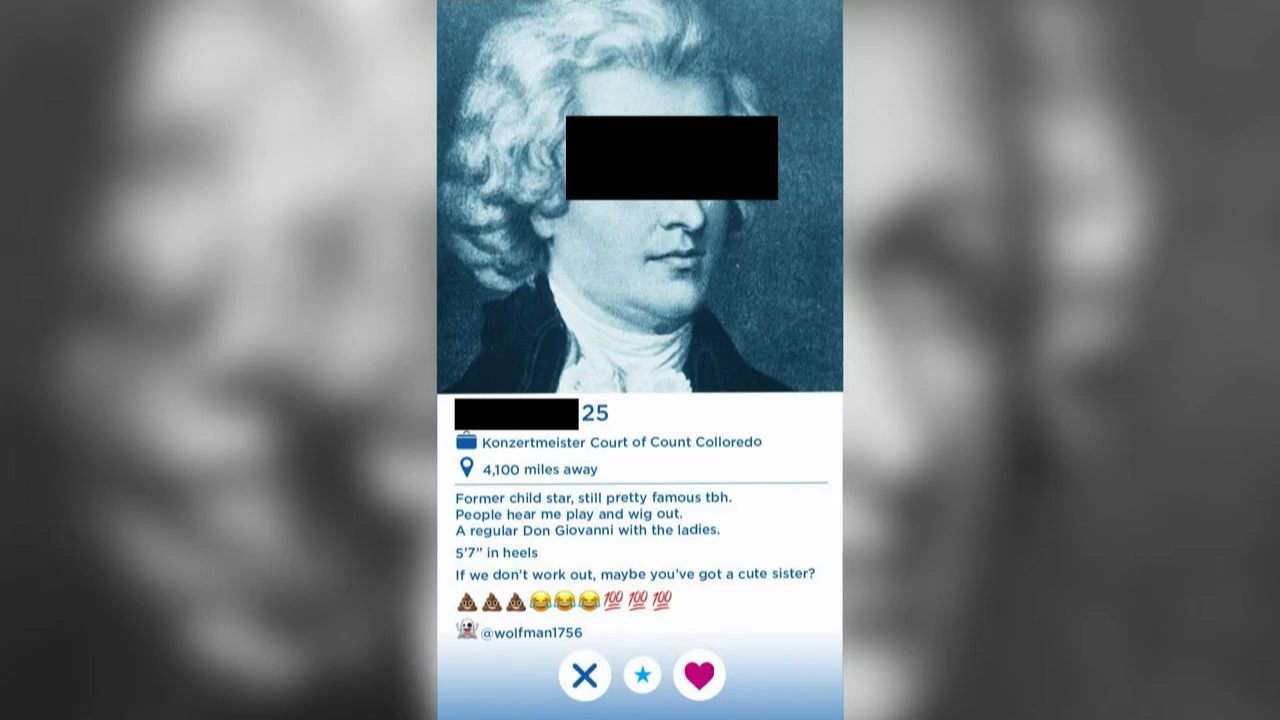 25
Konzertmeister Court of Count Colloredo
4,100 miles away
Former child star, still pretty famous tbh.
People hear me play and wig out.
A regular Don Giovanni with the ladies.
5'7" in heels
If we don't work out, maybe you've got a cute sister?
💩💩💩😂😂😂💯💯💯
@wolfman1756